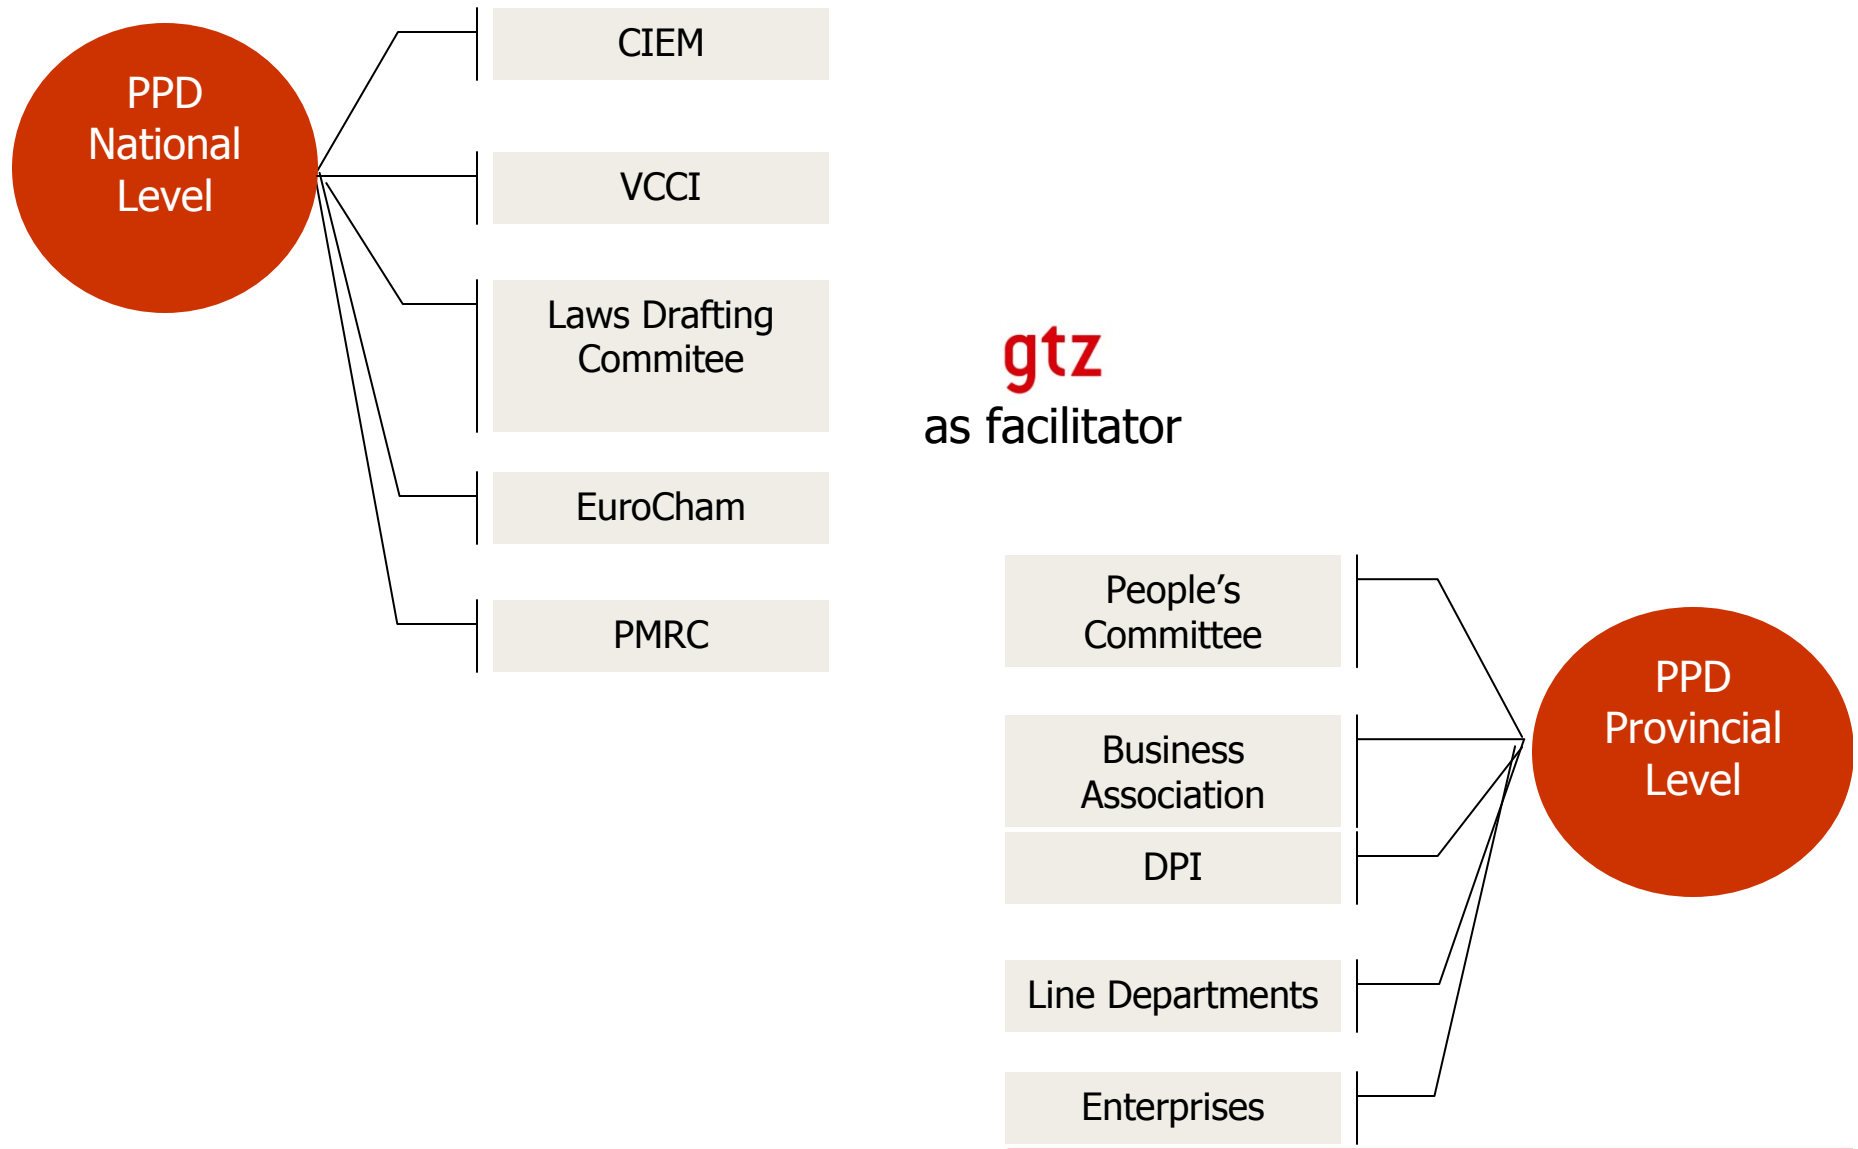 PPD
National
Level
CIEM
VCCI
Laws Drafting
Commitee
EuroCham
PMRC
gtz
as facilitator
People’s
Committee
Business
Association
DPI
Line Departments
Enterprises
PPD
Provincial
Level